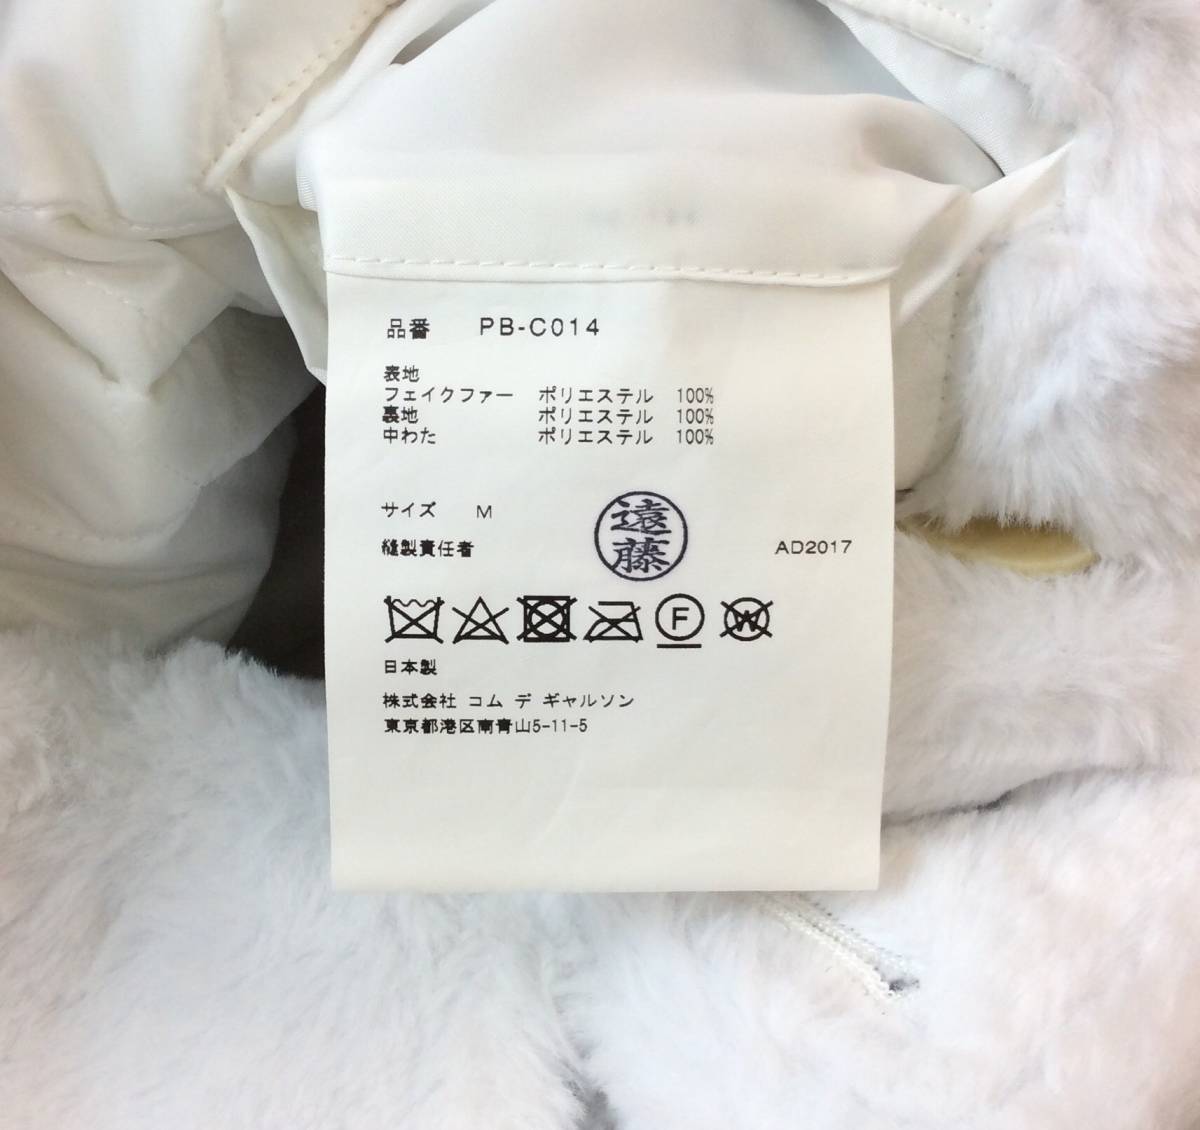 品番 PB-C014
表地
フェイクファー ポリエステル 100%
裏地 ポリエステル 100%
中わた ポリエステル 100%
サイズ M
遠藤
縫製責任者 AD2017
F W
日本製
株式会社 コム デ ギャルソン
東京都港区南青山5-11-5